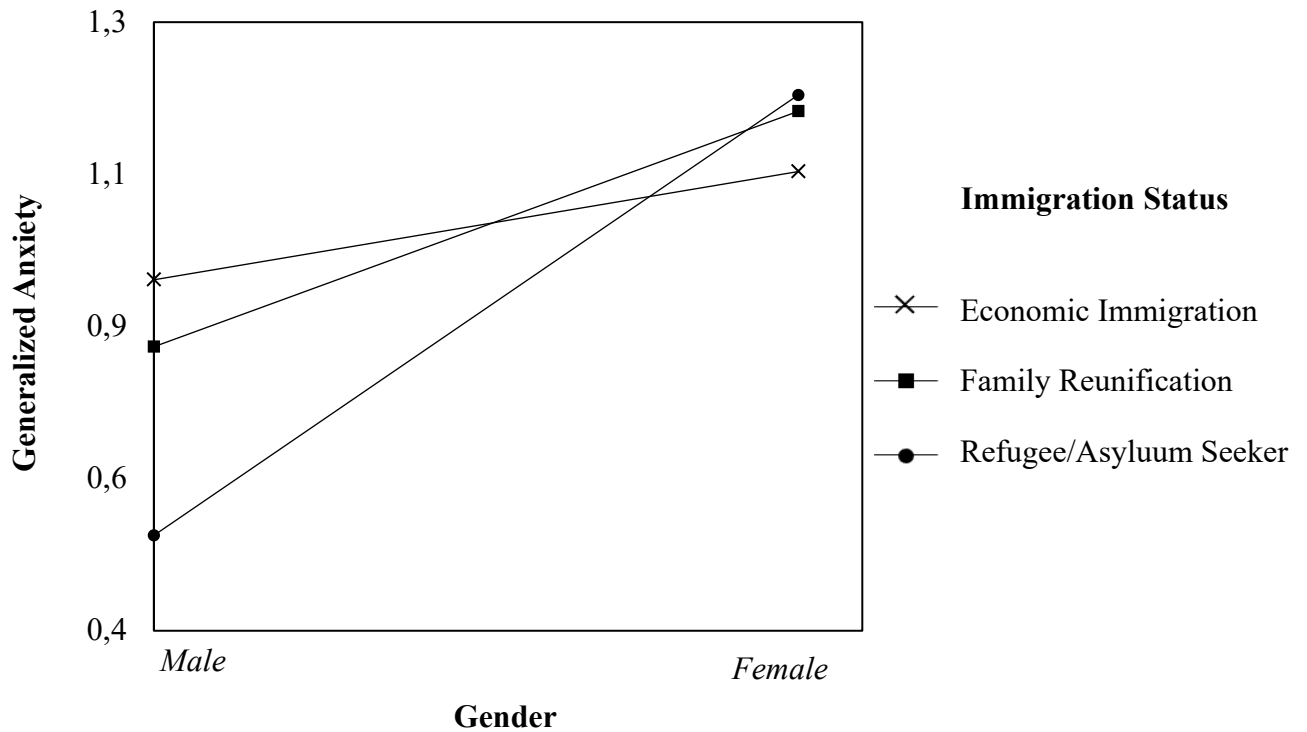 1,3
1,1
0,9
0,6
0,4
Generalized Anxiety
Male
Female
Gender
Immigration Status
Economic Immigration
Family Reunification
Refugee/Asyluum Seeker